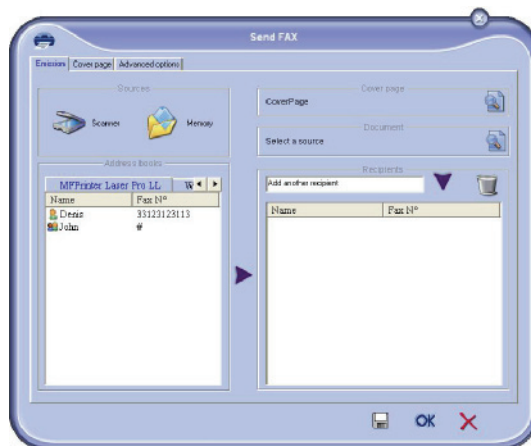 Send FAX
Emission Cover page Advanced options
Sources
Scanner Memory
Address books
MFPrinter Laser Pro LL W
Name Fax N°
Denis 33123123113
John #
Cover page
CoverPage
Document
Select a source
Recipients
Add another recipient
Name Fax N°
OK